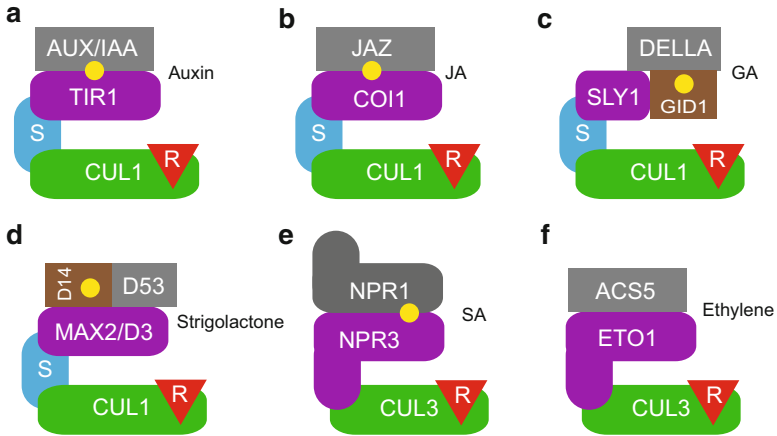 a
AUX/IAA
Auxin
TIR1
S
CUL1
R
b
JAZ
JA
COI1
S
CUL1
R
c
DELLA
GA
SLY1
GID1
S
CUL1
R
d
D14
D53
MAX2/D3
Strigolactone
S
CUL1
R
e
NPR1
SA
NPR3
CUL3
R
f
ACS5
Ethylene
ETO1
CUL3
R